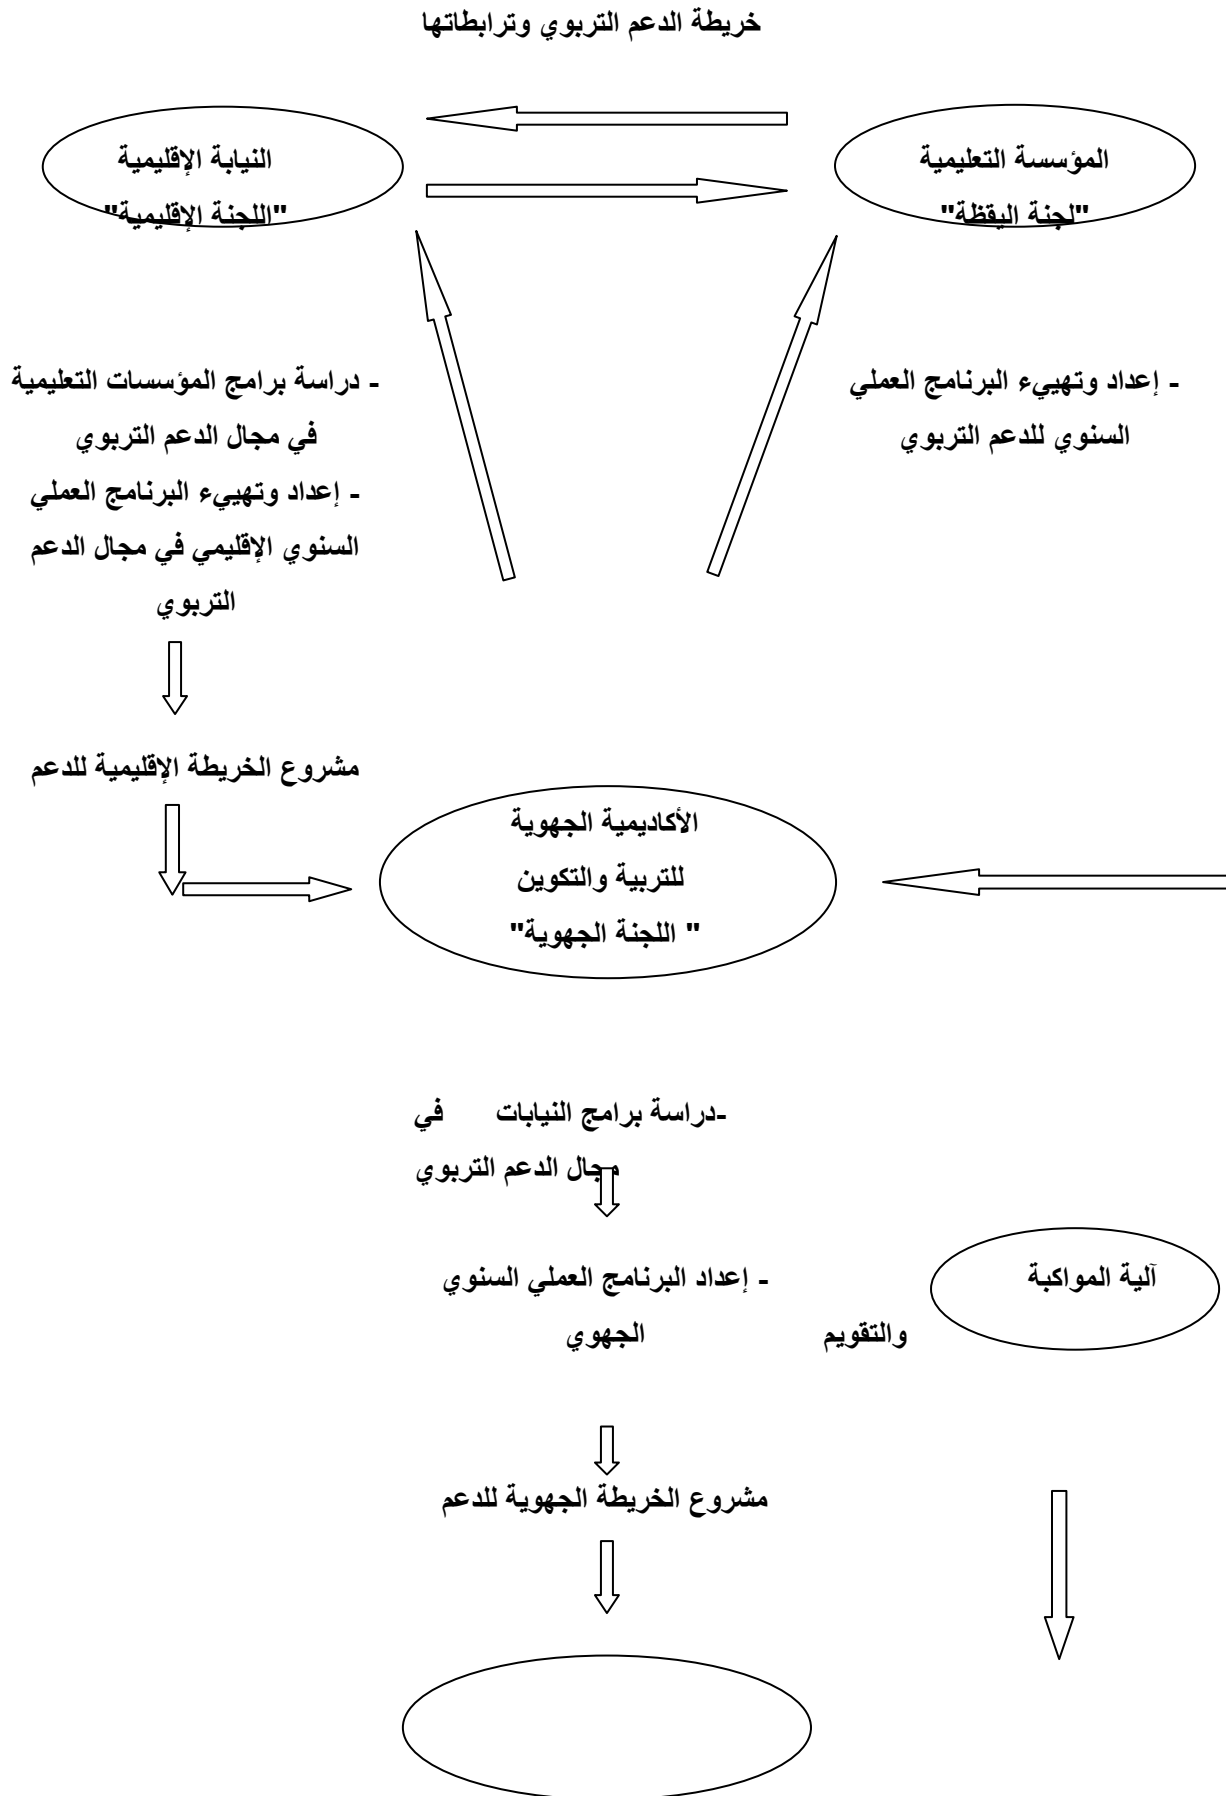 خريطة الدعم التربوي وترابطاتها
المؤسسة التعليمية
"لجنة اليقظة"
النيابة الإقليمية
"اللجنة الإقليمية"
- إعداد وتهييء البرنامج العملي
السنوي للدعم التربوي
- دراسة برامج المؤسسات التعليمية
في مجال الدعم التربوي
- إعداد وتهييء البرنامج العملي
السنوي الإقليمي في مجال الدعم
التربوي
مشروع الخريطة الإقليمية للدعم
الأكاديمية الجهوية
للتربية والتكوين
" اللجنة الجهوية"
-دراسة برامج النيابات في
مجال الدعم التربوي
آلية المواكبة
والتقويم
- إعداد البرنامج العملي السنوي
الجهوي
مشروع الخريطة الجهوية للدعم